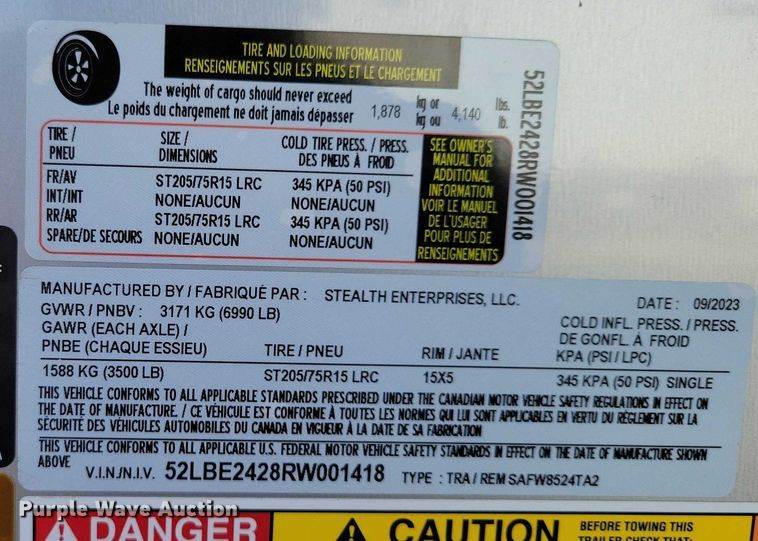 TIRE AND LOADING INFORMATION
RENSEIGNEMENTS SUR LES PNEUS ET LE CHARGEMENT
The weight of cargo should never exceed
Le poids du chargement ne doit jamais dépasser
1,878 kg or 4,140 lbs.
kg ou lb.
52LBE2428RW001418
TIRE / SIZE / COLD TIRE PRESS. / PRESS.
PNEU DIMENSIONS DES PNEUS À FROID
FR/AV ST205/75R15 LRC 345 KPA (50 PSI)
INT/INT NONE/AUCUN NONE/AUCUN
RR/AR ST205/75R15 LRC 345 KPA (50 PSI)
SPARE/DE SECOURS NONE/AUCUN NONE/AUCUN
SEE OWNER'S
MANUAL FOR
ADDITIONAL
INFORMATION
VOIR LE MANUEL
DE L'USAGER
POUR PLUS DE
RENSEIGNEMENTS
MANUFACTURED BY / FABRIQUÉ PAR : STEALTH ENTERPRISES, LLC. DATE : 09/2023
GVWR / PNBV : 3171 KG (6990 LB)
GAWR (EACH AXLE) /
PNBE (CHAQUE ESSIEU) TIRE / PNEU RIM / JANTE
COLD INFL. PRESS. / PRESS.
DE GONFL. À FROID
KPA (PSI / LPC)
1588 KG (3500 LB) ST205/75R15 LRC 15X5 345 KPA (50 PSI) SINGLE
THIS VEHICLE CONFORMS TO ALL APPLICABLE STANDARDS PRESCRIBED UNDER THE CANADIAN MOTOR VEHICLE SAFETY REGULATIONS IN EFFECT ON
THE DATE OF MANUFACTURE. / CE VÉHICULE EST CONFORME À TOUTES LES NORMES QUI LUI SONT APPLICABLES EN VERTU DU RÈGLEMENT SUR LA
SÉCURITÉ DES VÉHICULES AUTOMOBILES DU CANADA EN VIGUEUR À LA DATE DE SA FABRICATION
THIS VEHICLE CONFORMS TO ALL APPLICABLE U.S. FEDERAL MOTOR VEHICLE SAFETY STANDARDS IN EFFECT ON THE DATE OF MANUFACTURE SHOWN
ABOVE
V.I.N./N.I.V. 52LBE2428RW001418 TYPE : TRA / REM SAFW8524TA2
Purple Wave Auction
DANGER
CAUTION
BEFORE TOWING THIS
TRAILER CHECK THAT: